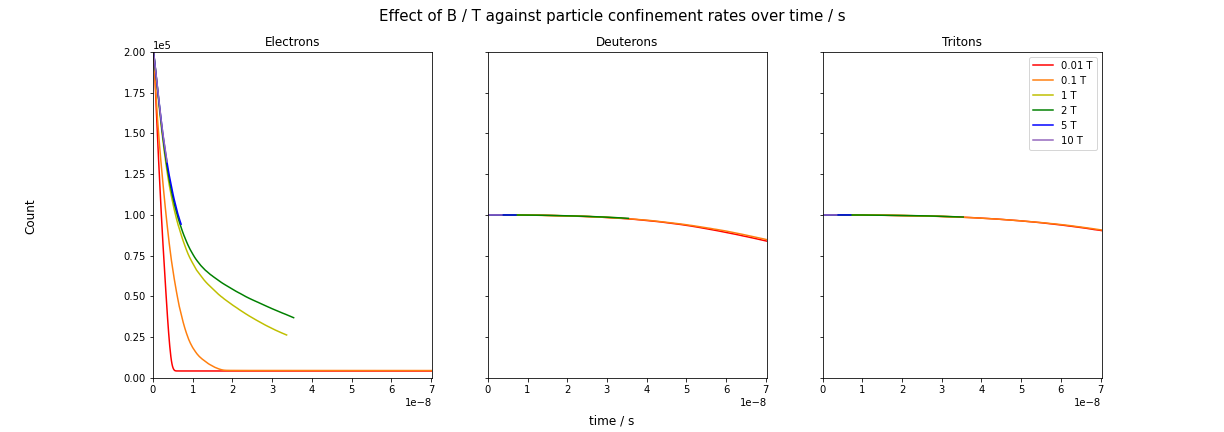 Effect of B / T against particle confinement rates over time / s
Electrons
Deuterons
Tritons
1e5
2.00
1.75
1.50
1.25
1.00
0.75
0.50
0.25
0.00
Count
0.01 T
0.1 T
1 T
2 T
5 T
10 T
0 1 2 3 4 5 6 7
0 1 2 3 4 5 6 7
0 1 2 3 4 5 6 7
1e−8
1e−8
1e−8
time / s